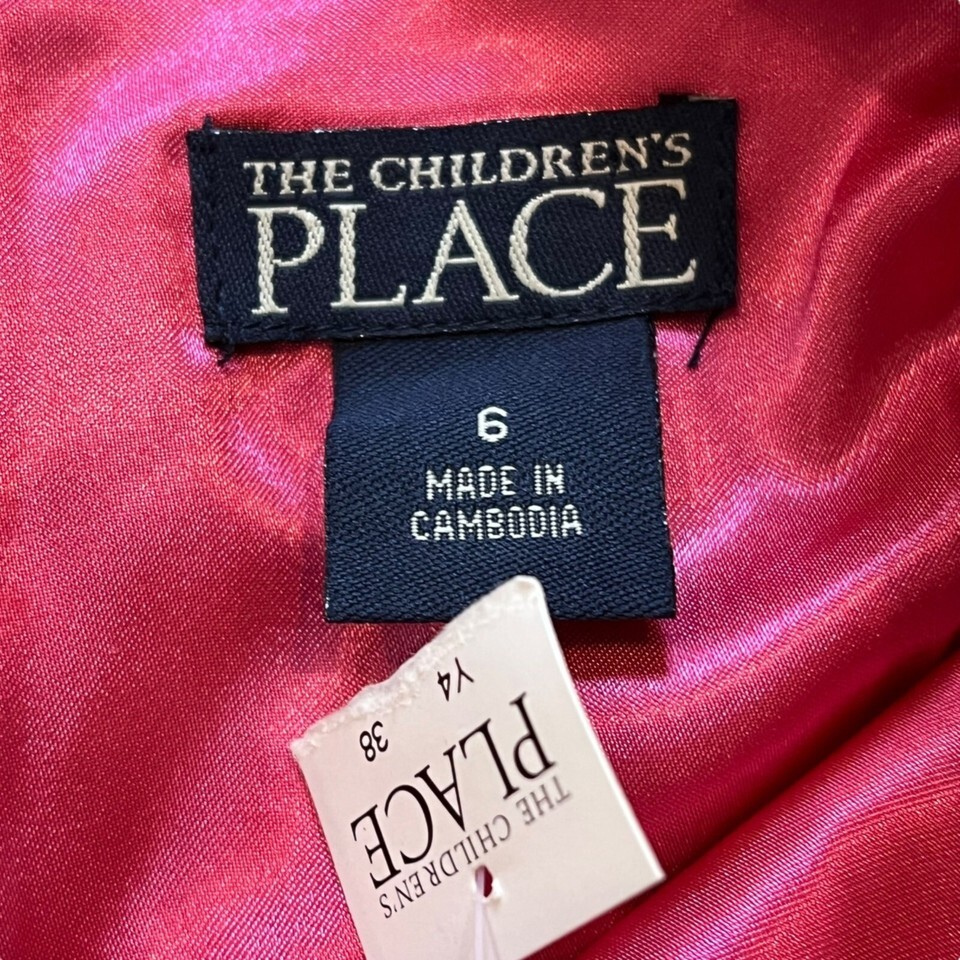 THE CHILDREN'S
PLACE
6
MADE IN
CAMBODIA
THE CHILDREN'S
PLACE
38
Y4